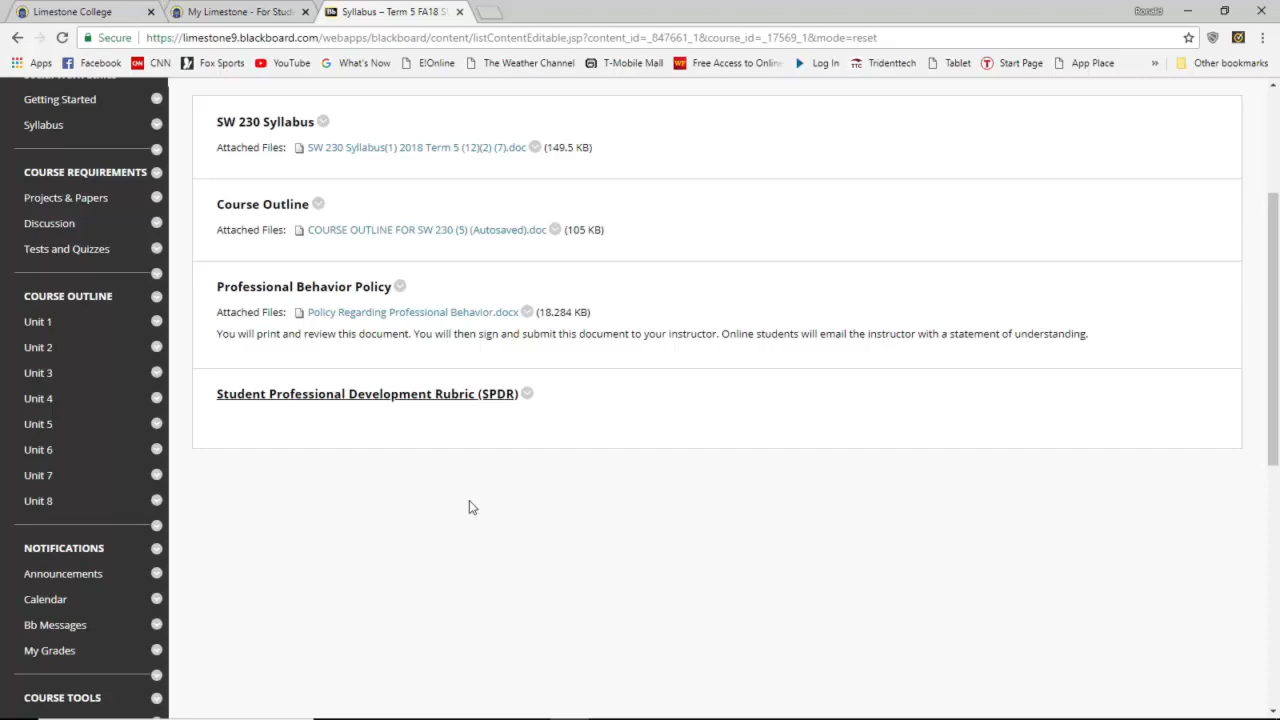 Limestone College
My Limestone - For Stud
Syllabus – Term 5 FA18 S
Ronald
Secure
https://limestone9.blackboard.com/webapps/blackboard/content/listContentEditable.jsp?content_id=_847661_1&course_id=_17569_1&mode=reset
Apps Facebook CNN Fox Sports YouTube What's Now E!Online The Weather Channel T-Mobile Mail Free Access to Onlin Log In Tridenttech Tablet Start Page App Place » Other bookmarks
Getting Started
Syllabus
COURSE REQUIREMENTS
Projects & Papers
Discussion
Tests and Quizzes
COURSE OUTLINE
Unit 1
Unit 2
Unit 3
Unit 4
Unit 5
Unit 6
Unit 7
Unit 8
NOTIFICATIONS
Announcements
Calendar
Bb Messages
My Grades
COURSE TOOLS
SW 230 Syllabus
Attached Files: SW 230 Syllabus(1) 2018 Term 5 (12)(2) (7).doc (149.5 KB)
Course Outline
Attached Files: COURSE OUTLINE FOR SW 230 (5) (Autosaved).doc (105 KB)
Professional Behavior Policy
Attached Files: Policy Regarding Professional Behavior.docx (18.284 KB)
You will print and review this document. You will then sign and submit this document to your instructor. Online students will email the instructor with a statement of understanding.
Student Professional Development Rubric (SPDR)